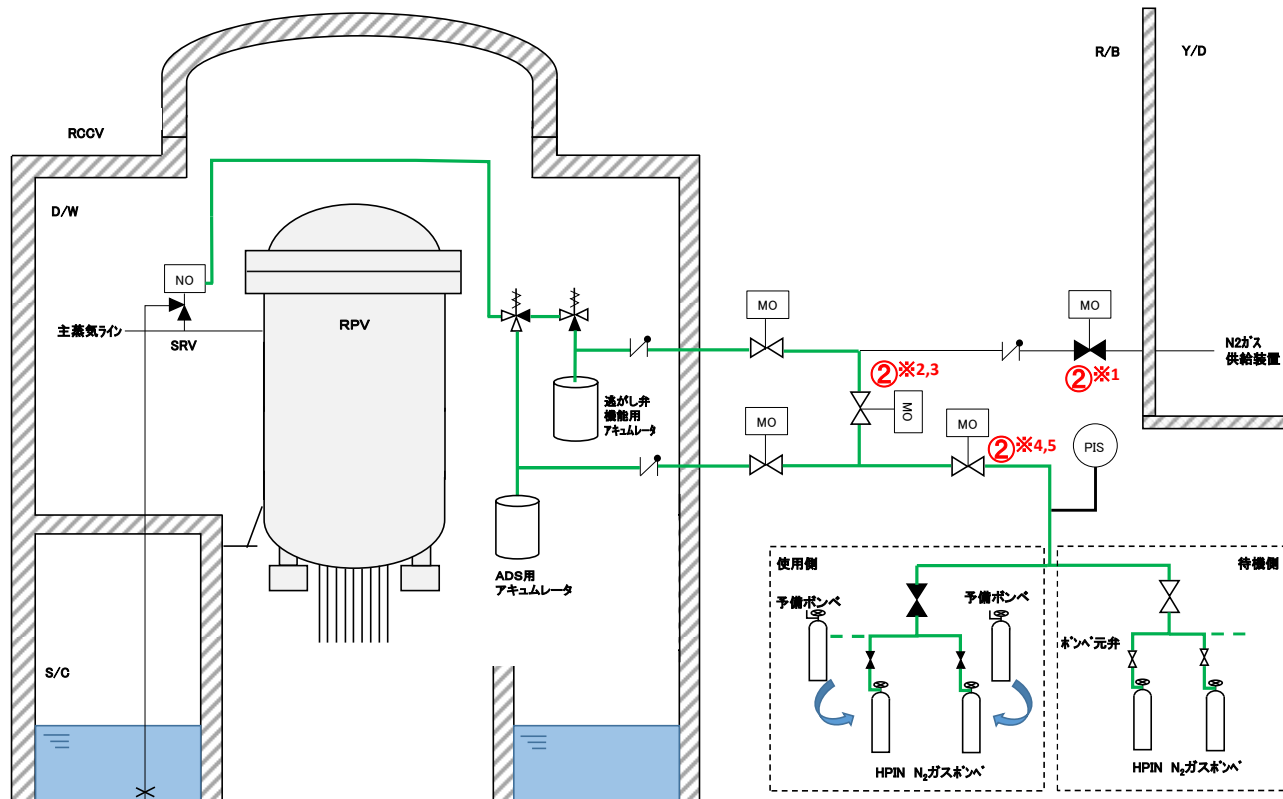 R/B
Y/D
RCCV
D/W
NO
主蒸気ライン
SRV
RPV
MO
MO
N2ガス
供給装置
②※2,3
②※1
MO
逃がし弁
機能用
アキュムレータ
MO
MO
②※4,5
PIS
ADS用
アキュムレータ
使用側
待機側
予備ボンベ
予備ボンベ
ボンベ元弁
S/C
HPIN N₂ガスボンベ
HPIN N₂ガスボンベ